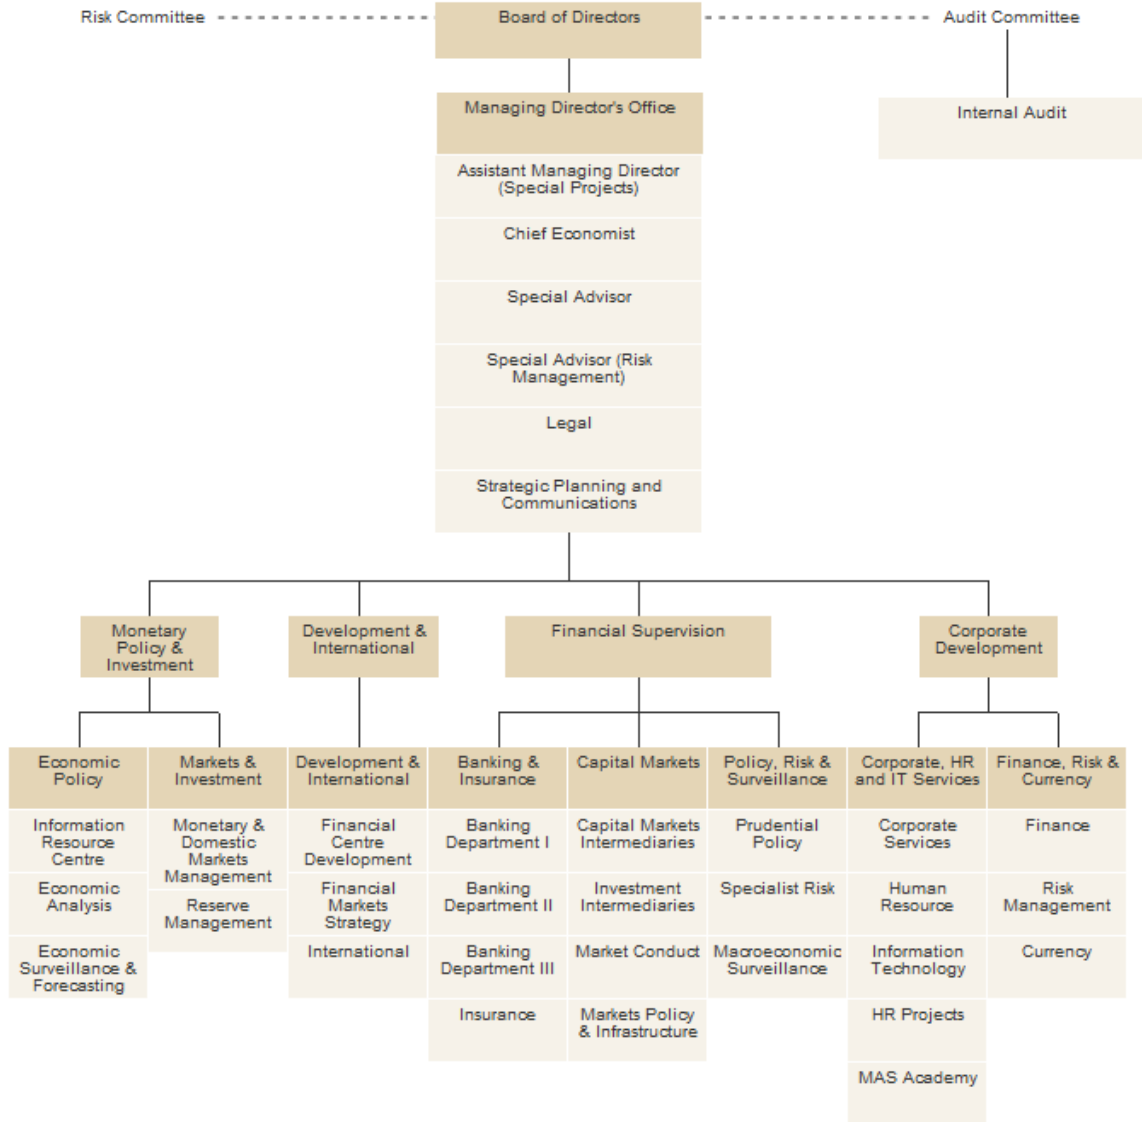 Risk Committee
Board of Directors
Audit Committee
Managing Director's Office
Internal Audit
Assistant Managing Director
(Special Projects)
Chief Economist
Special Advisor
Special Advisor (Risk
Management)
Legal
Strategic Planning and
Communications
Monetary
Policy &
Investment
Development &
International
Financial Supervision
Corporate
Development
Economic
Policy
Information
Resource
Centre
Economic
Analysis
Economic
Surveillance &
Forecasting
Markets &
Investment
Monetary &
Domestic
Markets
Management
Reserve
Management
Development &
International
Financial
Centre
Development
Financial
Markets
Strategy
International
Banking &
Insurance
Banking
Department I
Banking
Department II
Banking
Department III
Insurance
Capital Markets
Capital Markets
Intermediaries
Investment
Intermediaries
Market Conduct
Markets Policy
& Infrastructure
Policy, Risk &
Surveillance
Prudential
Policy
Specialist Risk
Macroeconomic
Surveillance
Corporate, HR
and IT Services
Corporate
Services
Human
Resource
Information
Technology
HR Projects
MAS Academy
Finance, Risk &
Currency
Finance
Risk
Management
Currency